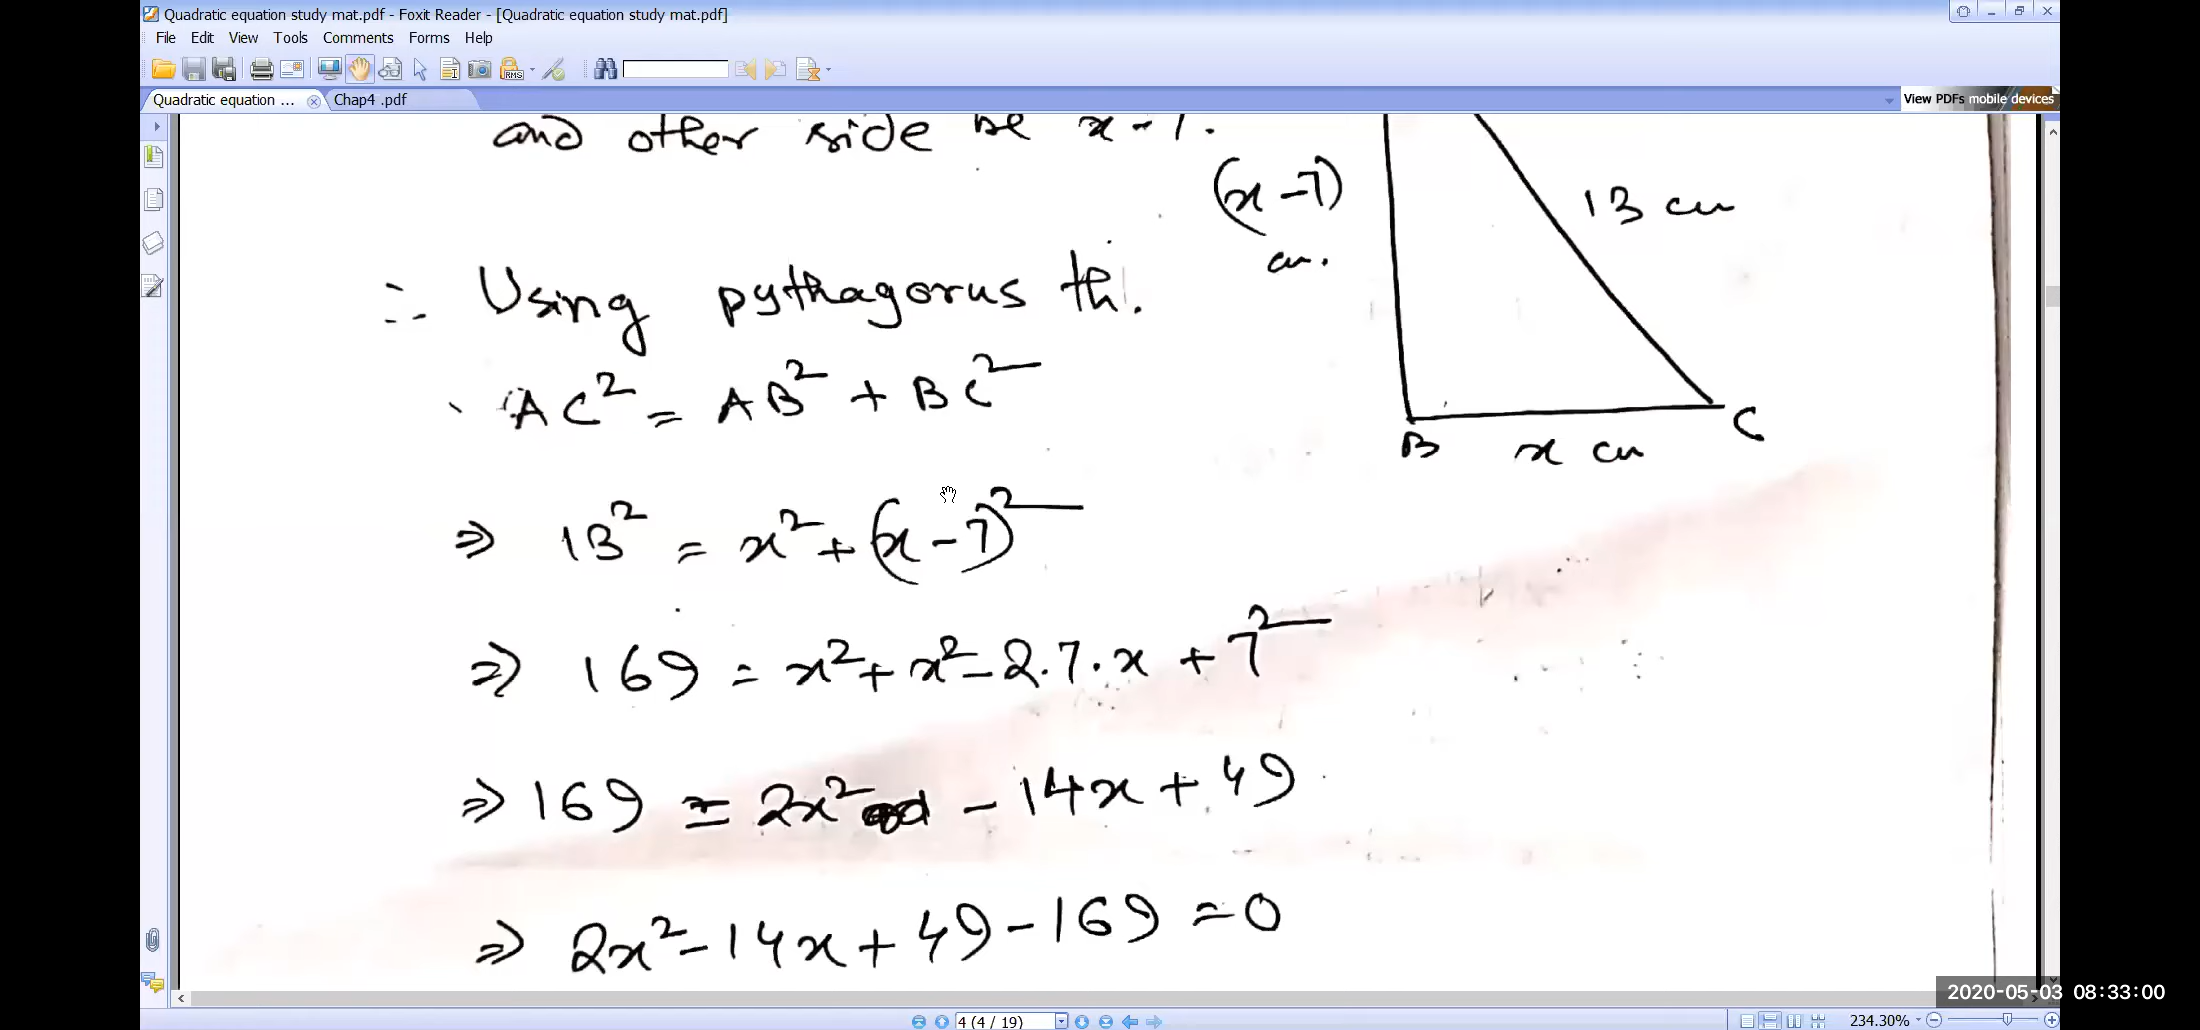 Quadratic equation study mat.pdf - Foxit Reader - [Quadratic equation study mat.pdf]
File Edit View Tools Comments Forms Help
Quadratic equation ... Chap4 .pdf
View PDFs mobile devices
and other side be x - 7.
(x - 7)
cm.
13 cm
∴ Using pythagorus th.
AC² = AB² + BC²
B x cm C
⇒ 13² = x² + (x - 7)²
⇒ 169 = x² + x² - 2.7.x + 7²
⇒ 169 = 2x² - 14x + 49
⇒ 2x² - 14x + 49 - 169 = 0
2020-05-03 08:33:00
4 (4 / 19)
234.30%